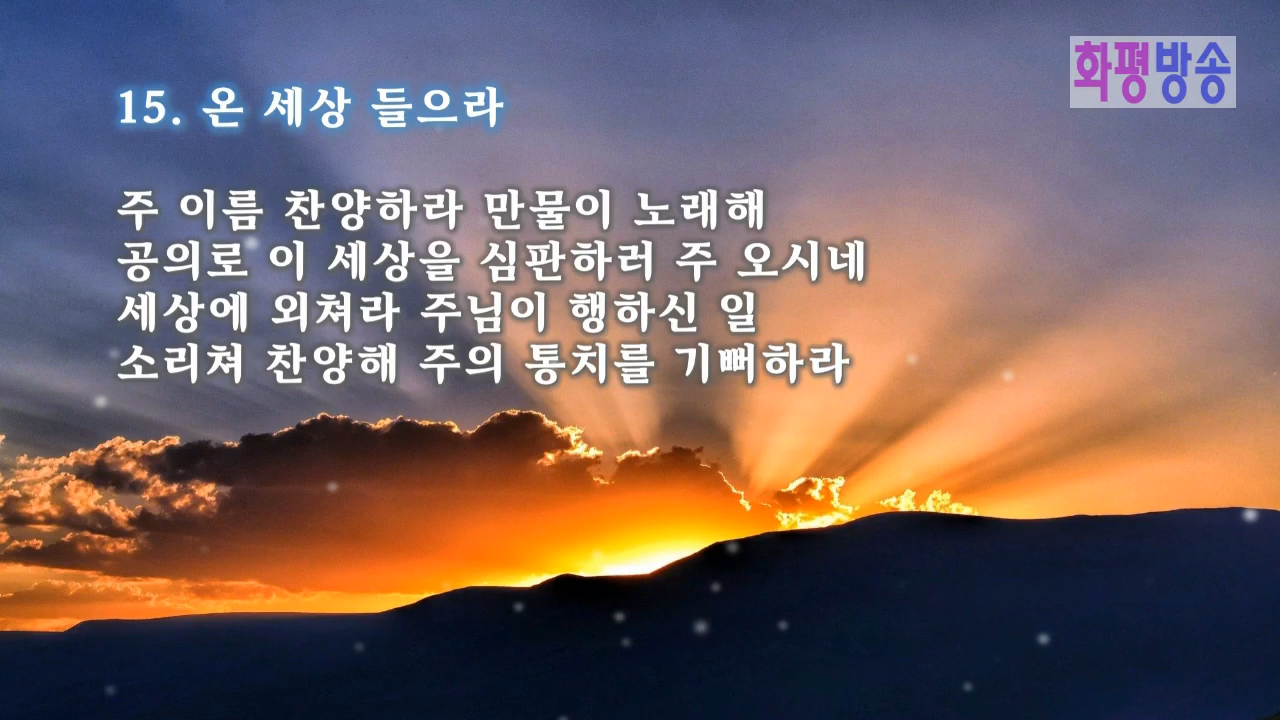 화평방송
15. 온 세상 들으라
주 이름 찬양하라 만물이 노래해
공의로 이 세상을 심판하러 주 오시네
세상에 외쳐라 주님이 행하신 일
소리쳐 찬양해 주의 통치를 기뻐하라